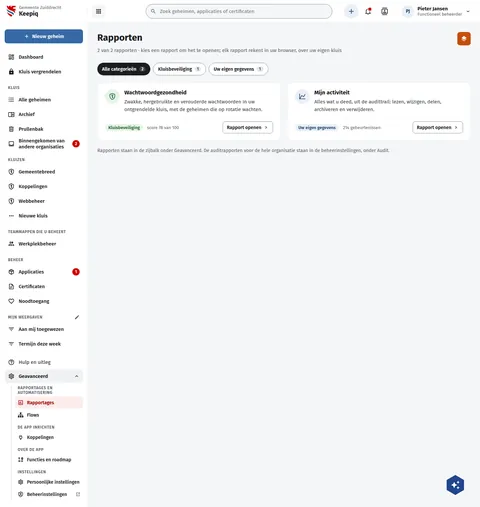 Gemeente Juridrecht
Keepiq
Zoek geheimen, applicaties of certificaten
PJ
Pieter Jansen
Functioneel beheerder
Nieuw geheim
Dashboard
Kluis vergrendelen
KLUIS
Alle geheimen
Archief
Prullenbak
Binnengekomen van
andere organisaties
2
KLUIZEN
Gemeentebreed
Koppelingen
Webbeheer
Nieuwe kluis
TEAMMAPPEN DIE U BEHEERT
Werkplekbeheer
BEHEER
Applicaties
1
Certificaten
Noodtoegang
MIJN WEERGAVEN
Aan mij toegewezen
Termijn deze week
Hulp en uitleg
Geavanceerd
RAPPORTAGES EN
AUTOMATISERING
Rapportages
Flows
DE APP INRICHTEN
Koppelingen
OVER DE APP
Functies en roadmap
INSTELLINGEN
Persoonlijke instellingen
Beheerinstellingen
Rapporten
2 van 2 rapporten · kies een rapport om het te openen; elk rapport rekent in uw browser, over uw eigen kluis
Alle categorieën 2
Kluisbeveiliging 1
Uw eigen gegevens 1
Wachtwoordgezondheid
Zwakke, hergebruikte en verouderde wachtwoorden in uw
ontgrendelde kluis, met de geheimen die op rotatie wachten.
Kluisbeveiliging
Rapport openen
Mijn activiteit
Alles wat u deed, uit de audittrail: lezen, wijzigen, delen,
archiveren en verwijderen.
Uw eigen gegevens
214 gebeurtenissen
Rapport openen
Rapporten staan in de zijbalk onder Geavanceerd. De auditrapporten voor de hele organisatie staan in de beheerinstellingen, onder Audit.